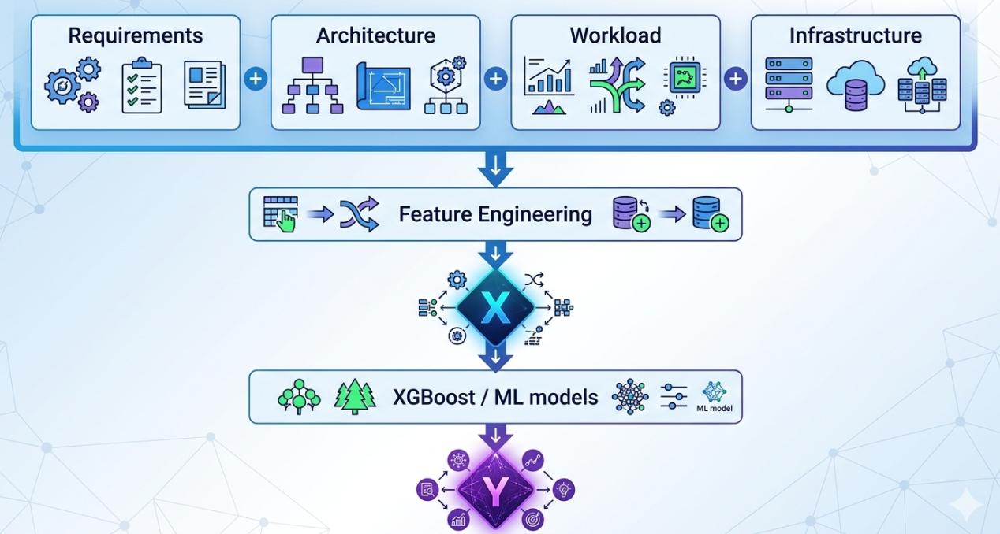 Requirements
Architecture
Workload
Infrastructure
Feature Engineering
X
XGBoost / ML models
ML model
Y